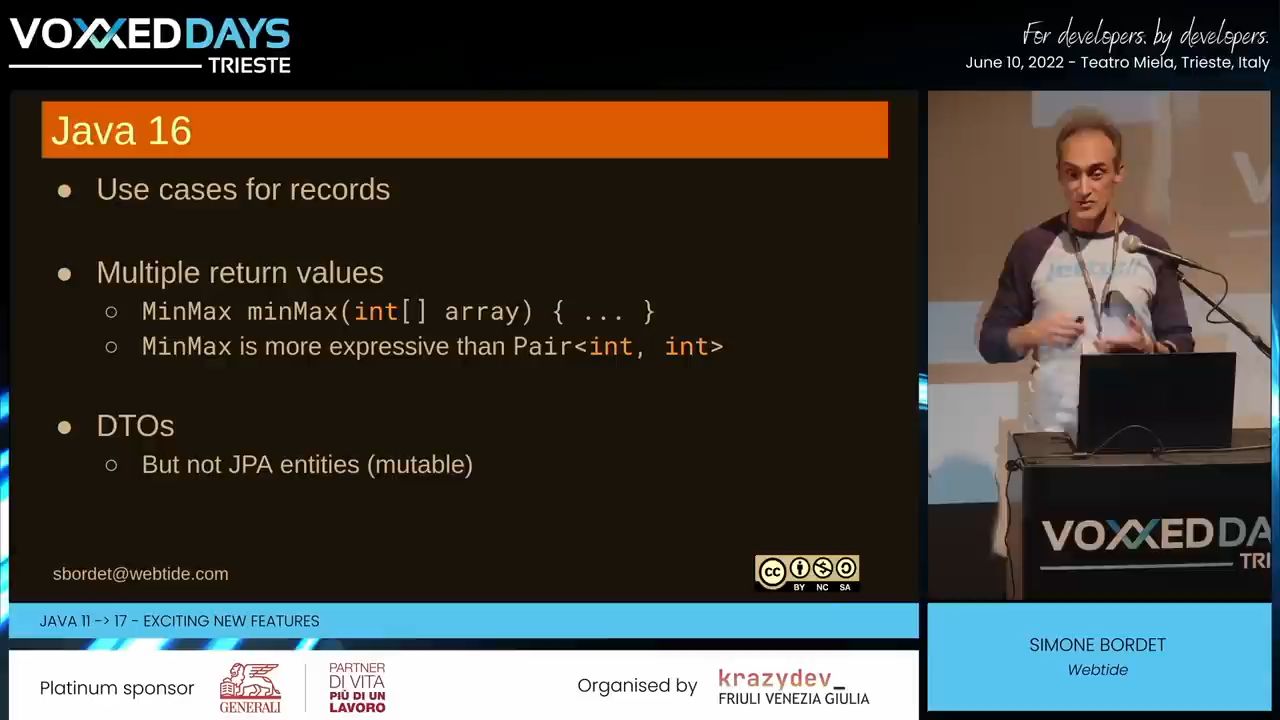 VOXXEDDAYS
TRIESTE
For developers. by developers.
June 10, 2022 - Teatro Miela, Trieste, Italy
Java 16
● Use cases for records
● Multiple return values
○ MinMax minMax(int[] array) { ... }
○ MinMax is more expressive than Pair<int, int>
● DTOs
○ But not JPA entities (mutable)
sbordet@webtide.com
cc
BY NC SA
JAVA 11 -> 17 - EXCITING NEW FEATURES
VOXXEDDA
TRI
SIMONE BORDET
Webtide
Platinum sponsor
GENERALI
PARTNER
DI VITA
PIÙ DI UN
LAVORO
Organised by
krazydev_
FRIULI VENEZIA GIULIA